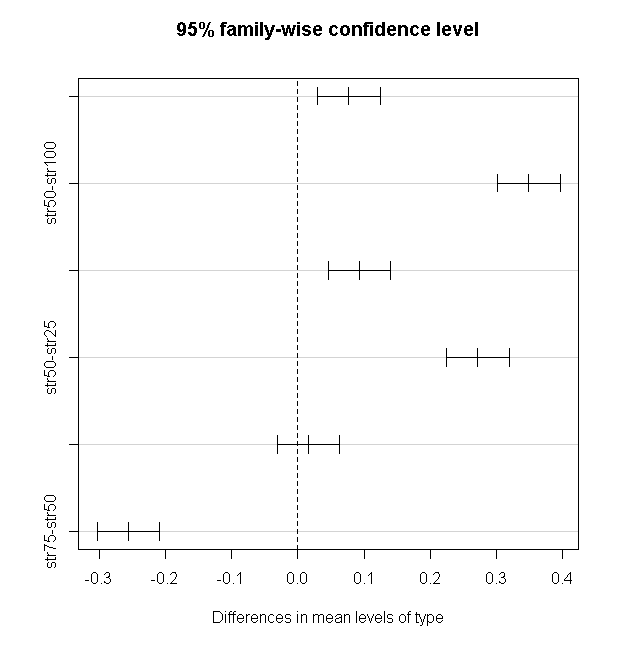 95% family-wise confidence level
str50-str100
str50-str25
str75-str50
-0.3 -0.2 -0.1 0.0 0.1 0.2 0.3 0.4
Differences in mean levels of type